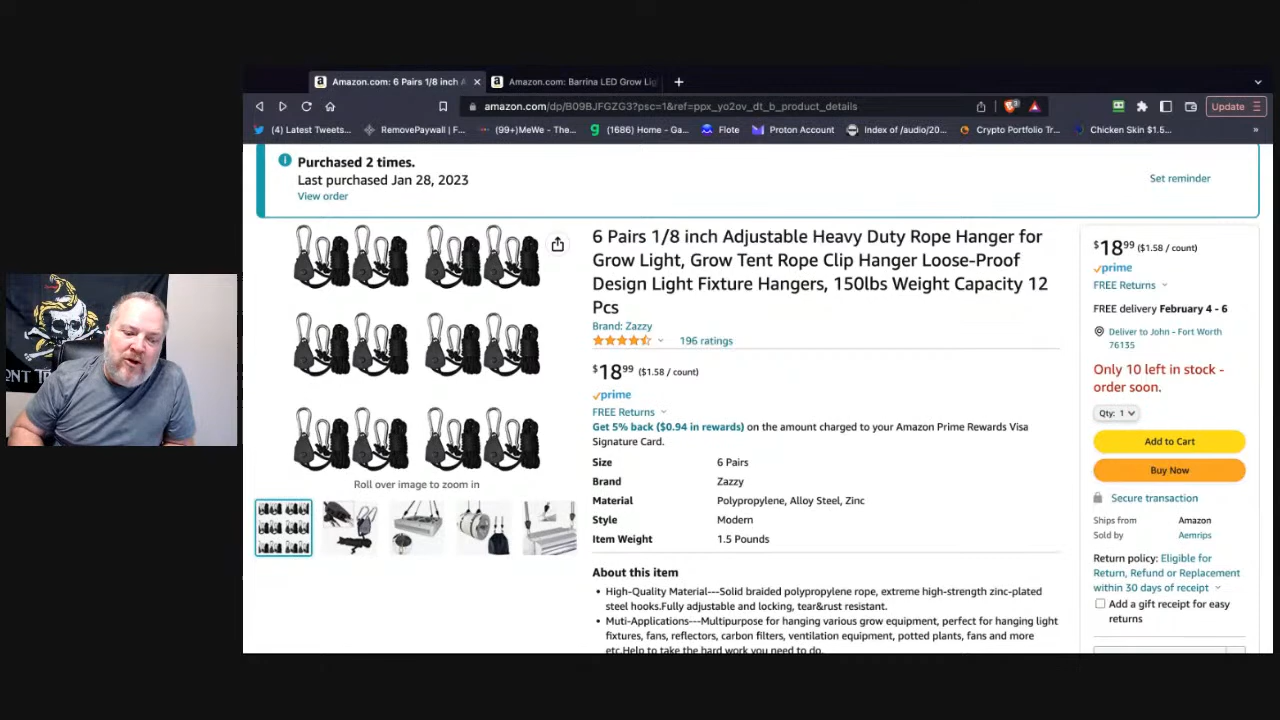 Amazon.com: 6 Pairs 1/8 inch A
Amazon.com: Barrina LED Grow Lig
amazon.com/dp/B09BJFGZG3?psc=1&ref=ppx_yo2ov_dt_b_product_details
Update
(4) Latest Tweets...
RemovePaywall | F...
(99+)MeWe - The...
(1686) Home - Ga...
Flote
Proton Account
Index of /audio/20...
Crypto Portfolio Tr...
Chicken Skin $1.5...
»
Purchased 2 times.
Last purchased Jan 28, 2023
View order
Set reminder
6 Pairs 1/8 inch Adjustable Heavy Duty Rope Hanger for
Grow Light, Grow Tent Rope Clip Hanger Loose-Proof
Design Light Fixture Hangers, 150lbs Weight Capacity 12
Pcs
Brand: Zazzy
196 ratings
$18.99 ($1.58 / count)
prime
FREE Returns
Get 5% back ($0.94 in rewards) on the amount charged to your Amazon Prime Rewards Visa
Signature Card.
Size 6 Pairs
Brand Zazzy
Material Polypropylene, Alloy Steel, Zinc
Style Modern
Item Weight 1.5 Pounds
About this item
• High-Quality Material---Solid braided polypropylene rope, extreme high-strength zinc-plated
steel hooks.Fully adjustable and locking, tear&rust resistant.
• Muti-Applications---Multipurpose for hanging various grow equipment, perfect for hanging light
fixtures, fans, reflectors, carbon filters, ventilation equipment, potted plants, fans and more
etc.Help to take the hard work you need to do.
Roll over image to zoom in
$18.99 ($1.58 / count)
prime
FREE Returns
FREE delivery February 4 - 6
Deliver to John - Fort Worth
76135
Only 10 left in stock -
order soon.
Qty: 1
Add to Cart
Buy Now
Secure transaction
Ships from Amazon
Sold by Aemrips
Return policy: Eligible for
Return, Refund or Replacement
within 30 days of receipt
Add a gift receipt for easy
returns